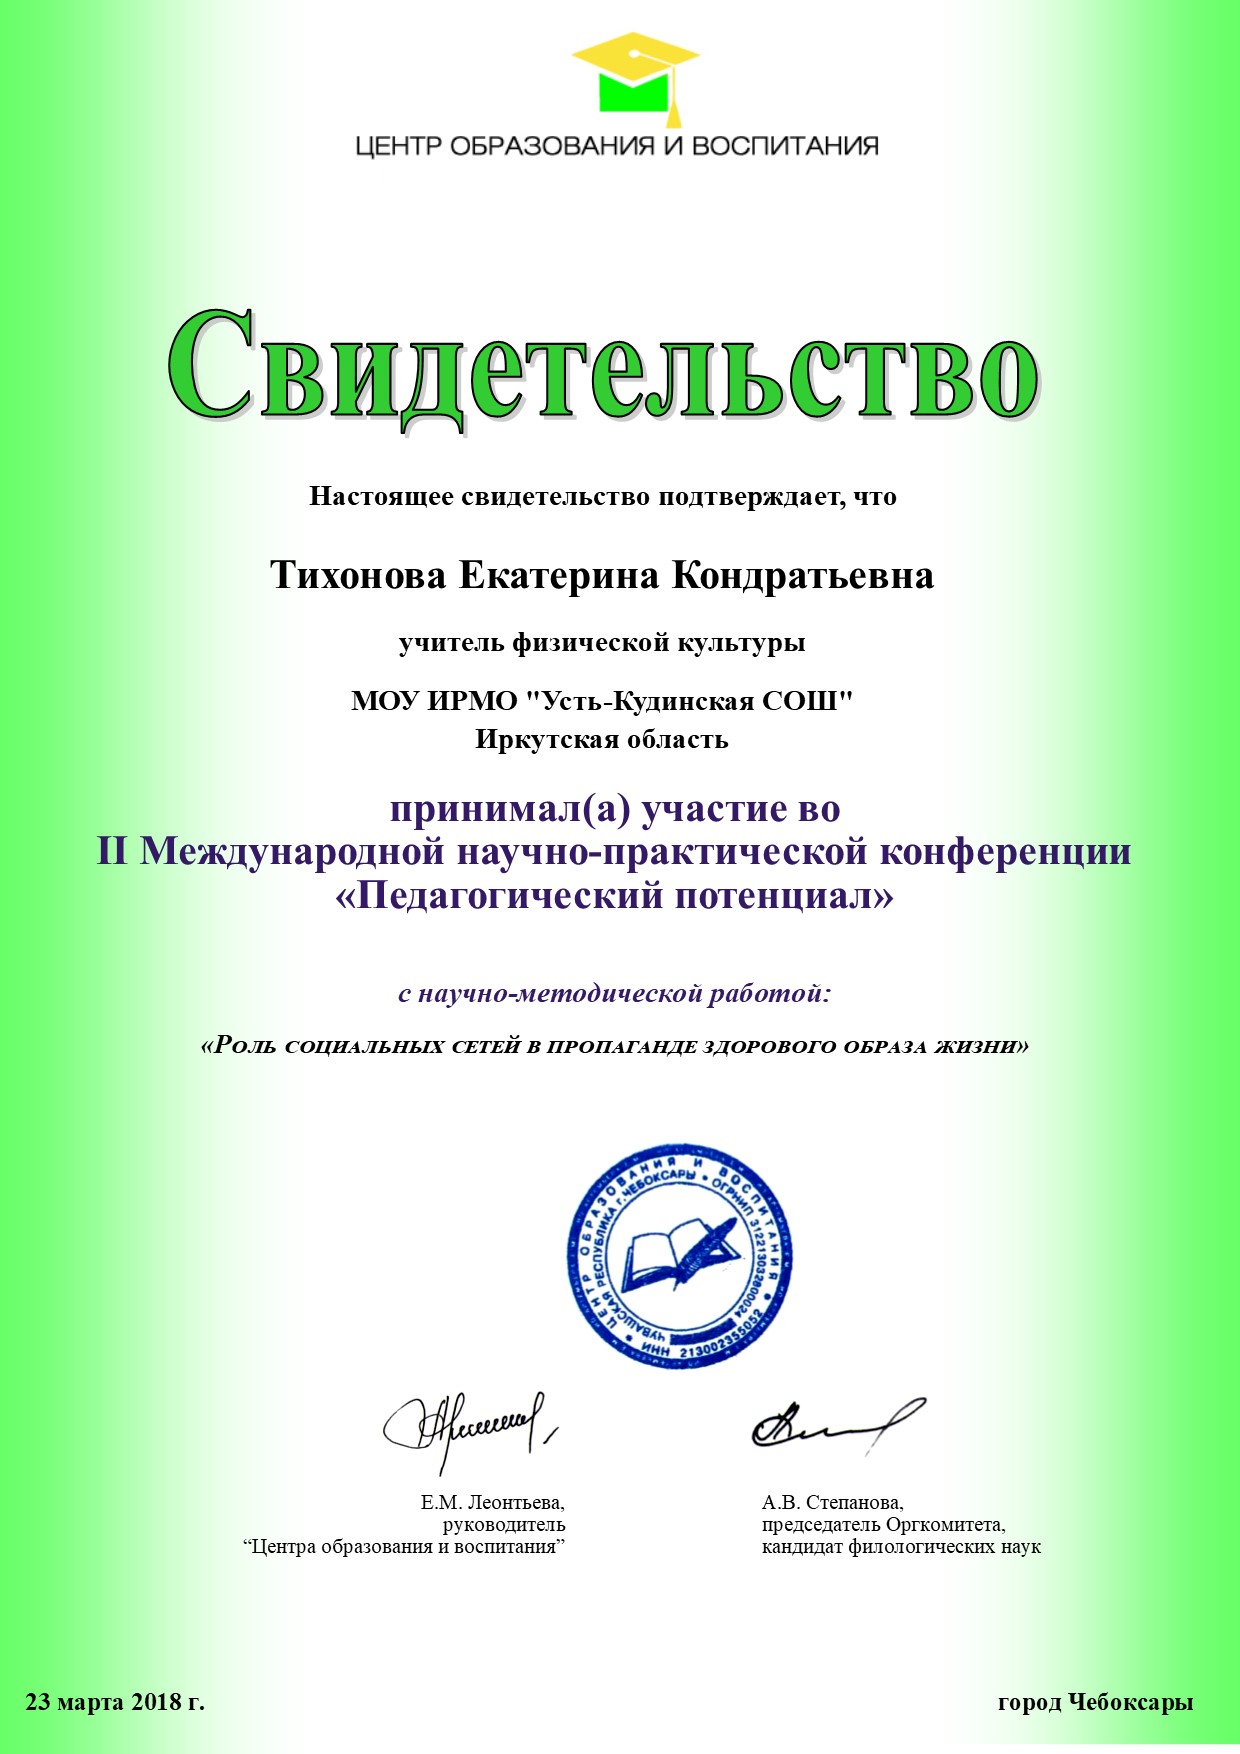 ЦЕНТР ОБРАЗОВАНИЯ И ВОСПИТАНИЯ
Свидетельство
Настоящее свидетельство подтверждает, что
Тихонова Екатерина Кондратьевна
учитель физической культуры
МОУ ИРМО "Усть-Кудинская СОШ"
Иркутская область
принимал(а) участие во
II Международной научно-практической конференции
«Педагогический потенциал»
с научно-методической работой:
«Роль социальных сетей в пропаганде здорового образа жизни»
ЦЕНТР ОБРАЗОВАНИЯ И ВОСПИТАНИЯ
ИНН 213002355052
ЧУВАШСКАЯ РЕСПУБЛИКА г.ЧЕБОКСАРЫ • ОГРНИП 312213032800024
Е.М. Леонтьева,
руководитель
“Центра образования и воспитания”
А.В. Степанова,
председатель Оргкомитета,
кандидат филологических наук
23 марта 2018 г.
город Чебоксары